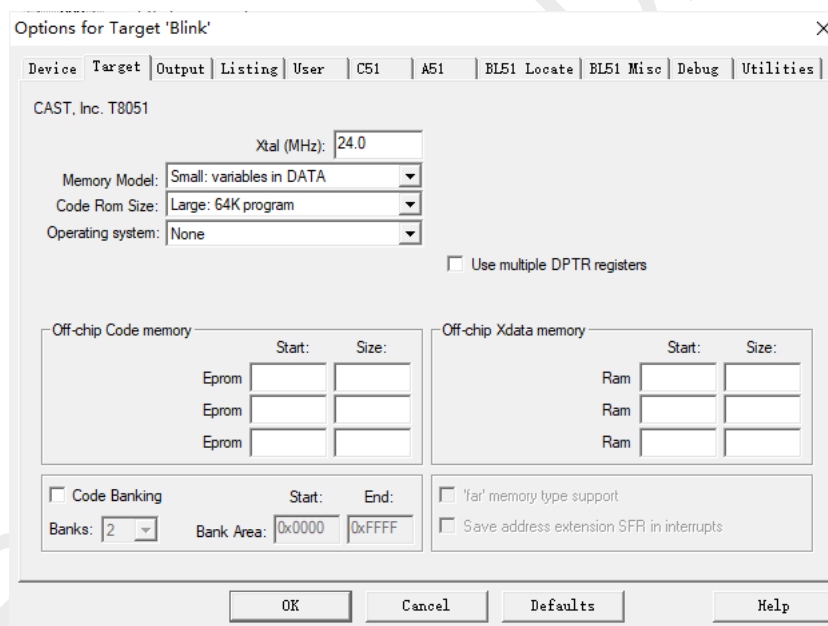 Options for Target 'Blink'
Device Target Output Listing User C51 A51 BL51 Locate BL51 Misc Debug Utilities
CAST, Inc. T8051
Xtal (MHz): 24.0
Memory Model: Small: variables in DATA
Code Rom Size: Large: 64K program
Operating system: None
Use multiple DPTR registers
Off-chip Code memory
Start: Size:
Eprom
Eprom
Eprom
Off-chip Xdata memory
Start: Size:
Ram
Ram
Ram
Code Banking Start: End:
Banks: 2 Bank Area: 0x0000 0xFFFF
'far' memory type support
Save address extension SFR in interrupts
OK Cancel Defaults Help